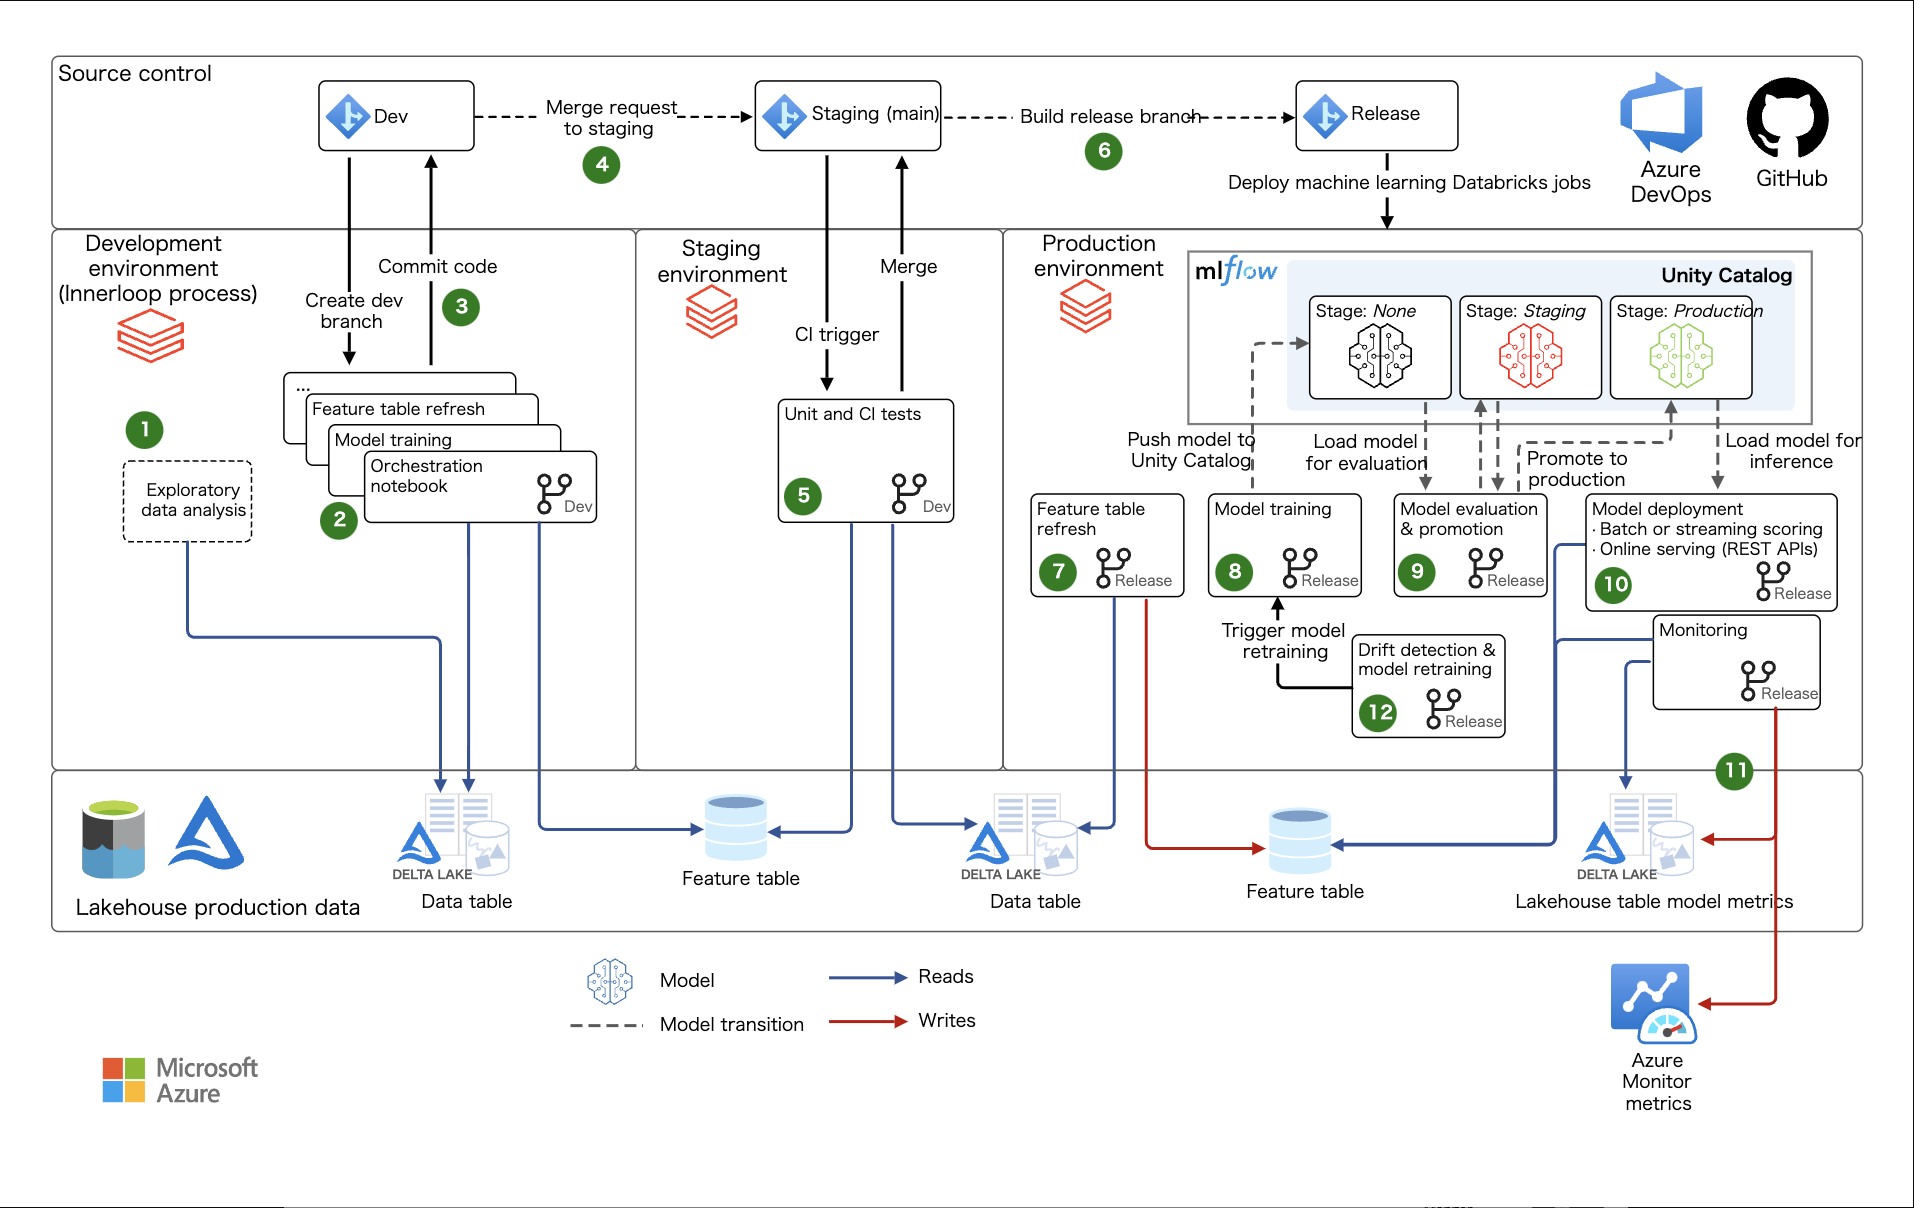 Source control
Dev
Merge request
to staging
4
Staging (main)
Build release branch
6
Release
Deploy machine learning Databricks jobs
Azure
DevOps
GitHub
Development
environment
(Innerloop process)
Create dev
branch
Commit code
3
1
Exploratory
data analysis
...
Feature table refresh
Model training
Orchestration
notebook
Dev
2
Staging
environment
CI trigger
Merge
Unit and CI tests
5
Dev
Production
environment
mlflow
Unity Catalog
Stage: None
Stage: Staging
Stage: Production
Push model to
Unity Catalog
Load model
for evaluation
Promote to
production
Load model for
inference
Feature table
refresh
7
Release
Model training
8
Release
Model evaluation
& promotion
9
Release
Model deployment
· Batch or streaming scoring
· Online serving (REST APIs)
10
Release
Trigger model
retraining
Drift detection &
model retraining
12
Release
Monitoring
Release
11
Lakehouse production data
DELTA LAKE
Data table
Feature table
DELTA LAKE
Data table
Feature table
DELTA LAKE
Lakehouse table model metrics
Model
Model transition
Reads
Writes
Azure
Monitor
metrics
Microsoft
Azure